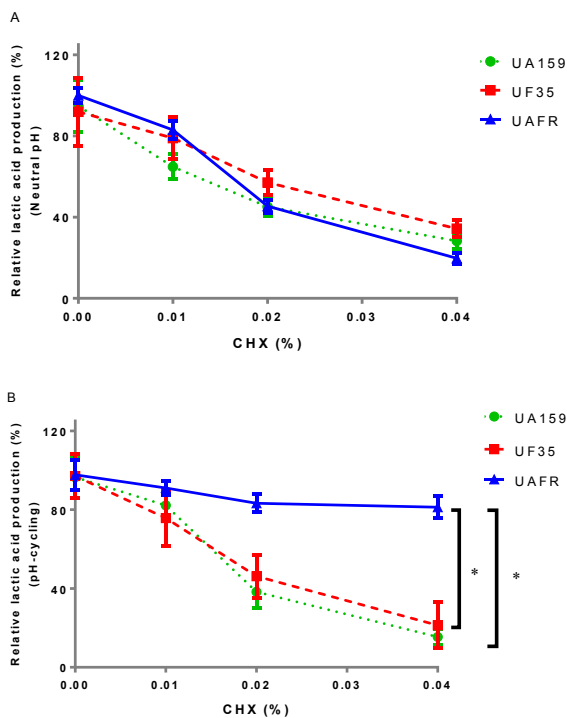 A
Relative lactic acid production (%)
(Neutral pH)
120
80
40
0
0.00 0.01 0.02 0.03 0.04
CHX (%)
UA159
UF35
UAFR
B
Relative lactic acid production (%)
(pH-cycling)
120
80
40
0
0.00 0.01 0.02 0.03 0.04
CHX (%)
UA159
UF35
UAFR
*
*